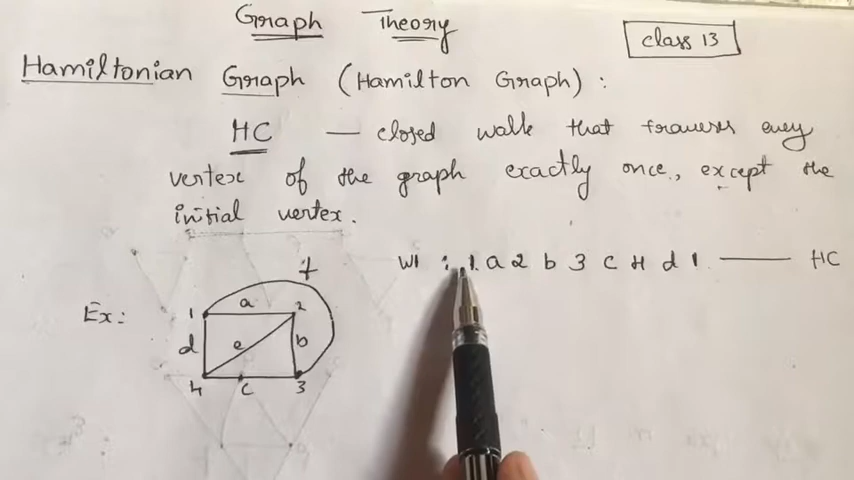 Graph Theory
class 13
Hamiltonian Graph (Hamilton Graph) :
HC — closed walk that traverses every
vertex of the graph exactly once, except the
initial vertex.
W1 : 1 a 2 b 3 c 4 d 1 —— HC
Ex:
f
1 a 2
d e b
4 c 3